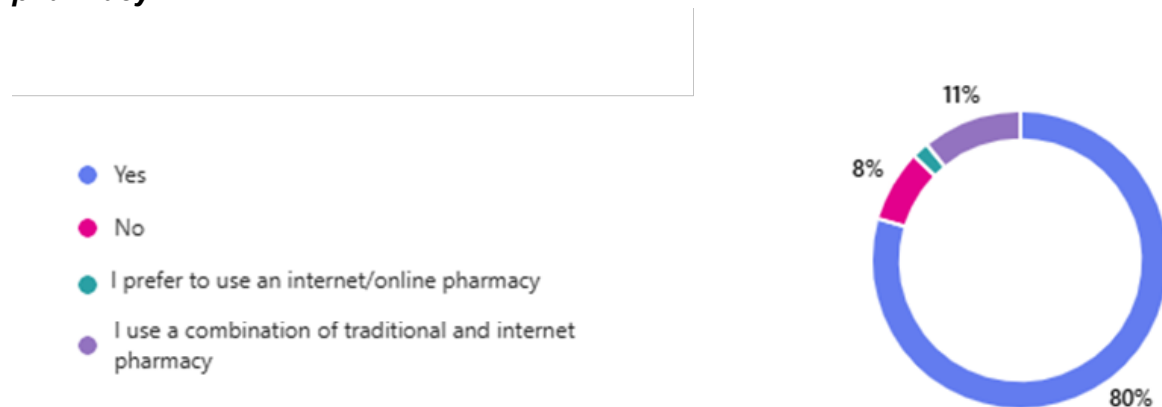 Yes
No
I prefer to use an internet/online pharmacy
I use a combination of traditional and internet
pharmacy
11%
8%
80%